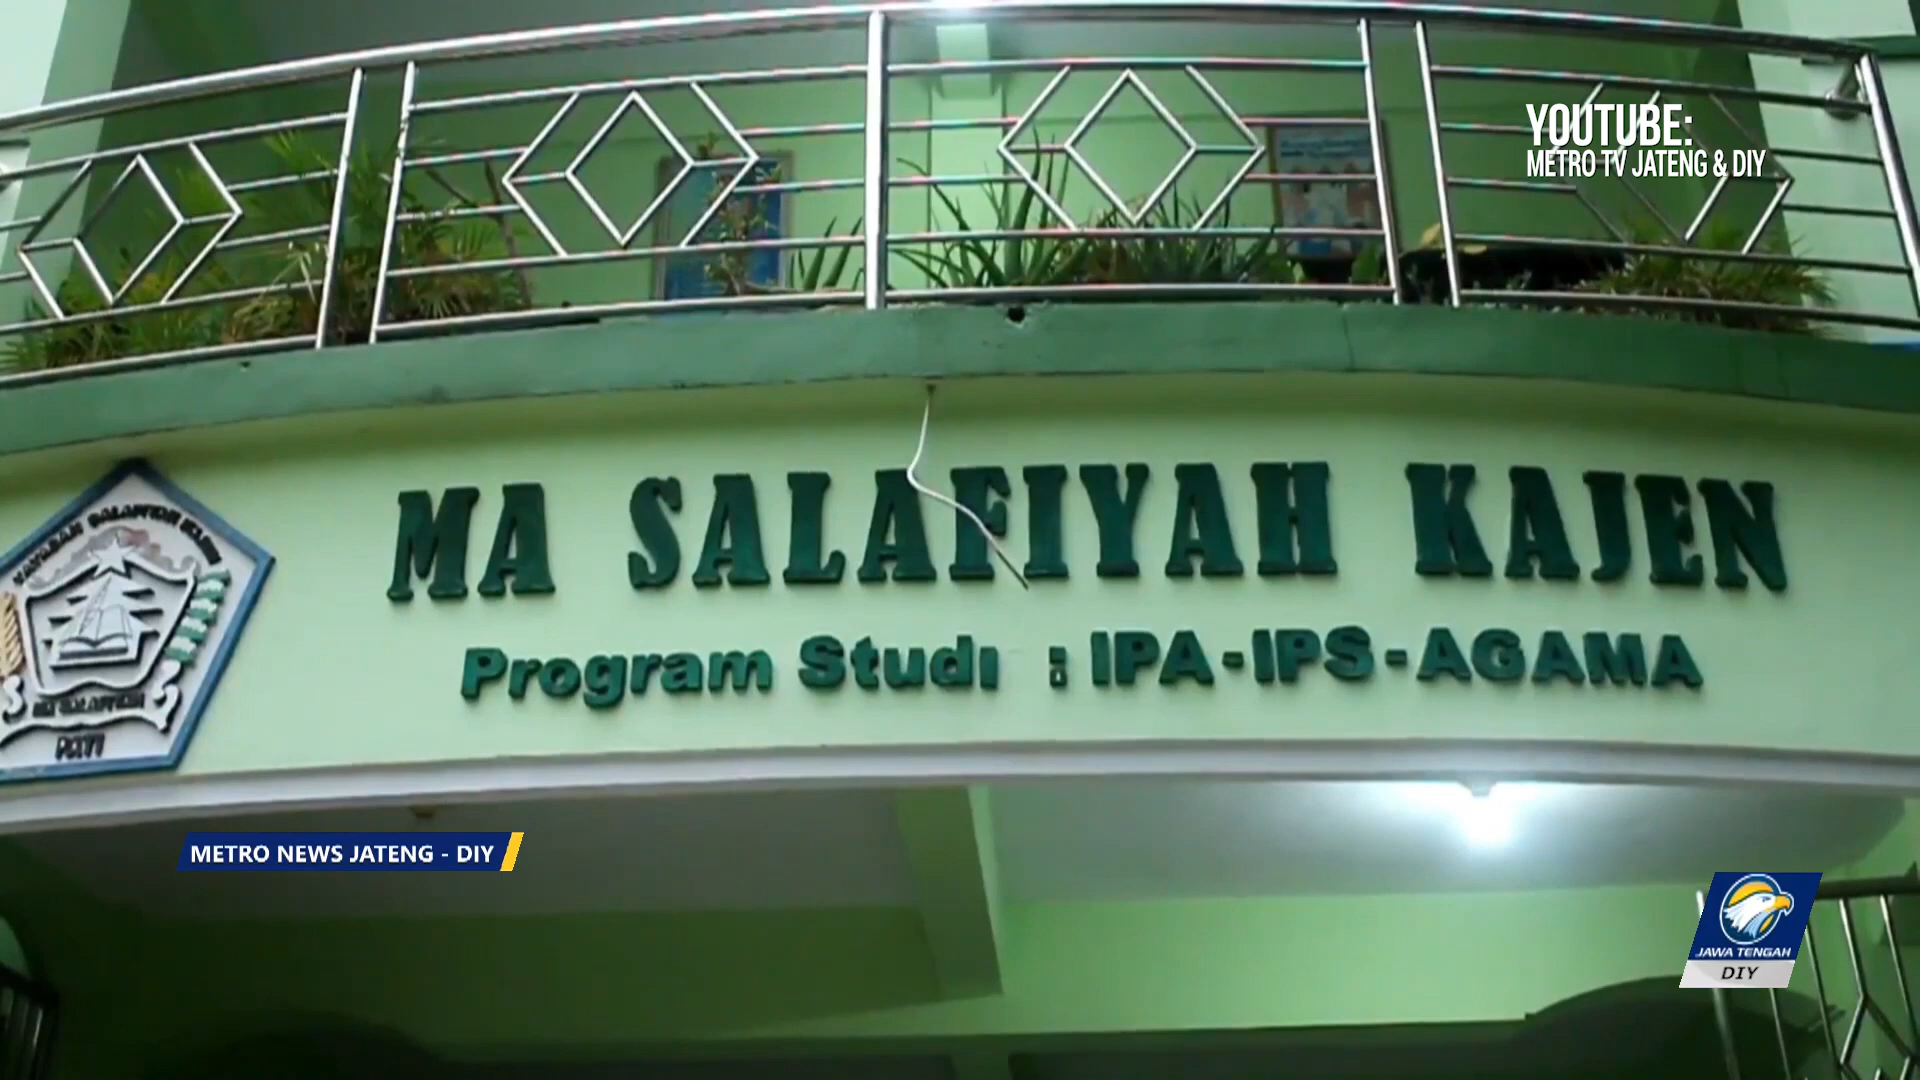 YOUTUBE:
METRO TV JATENG & DIY
MA SALAFIYAH KAJEN
Program Studi : IPA-IPS-AGAMA
PATI
METRO NEWS JATENG - DIY
JAWA TENGAH
DIY